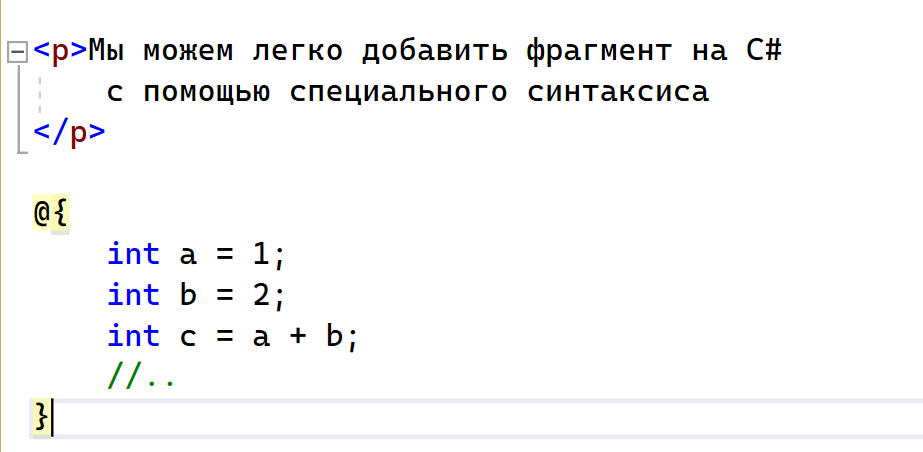 <p>Мы можем легко добавить фрагмент на C#
с помощью специального синтаксиса
</p>
@{
int a = 1;
int b = 2;
int c = a + b;
//..
}